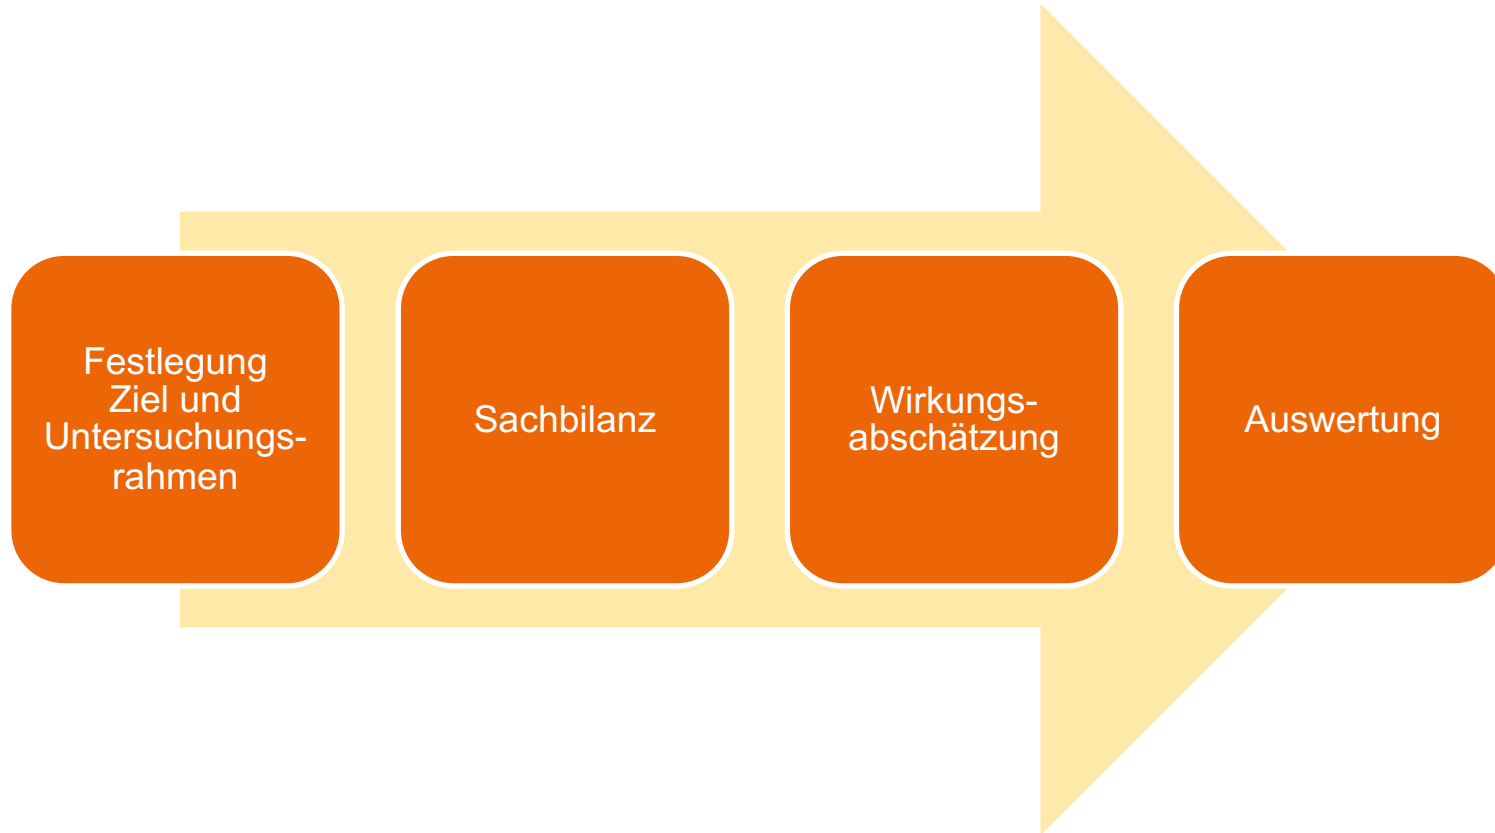 Festlegung
Ziel und
Untersuchungs-
rahmen
Sachbilanz
Wirkungs-
abschätzung
Auswertung